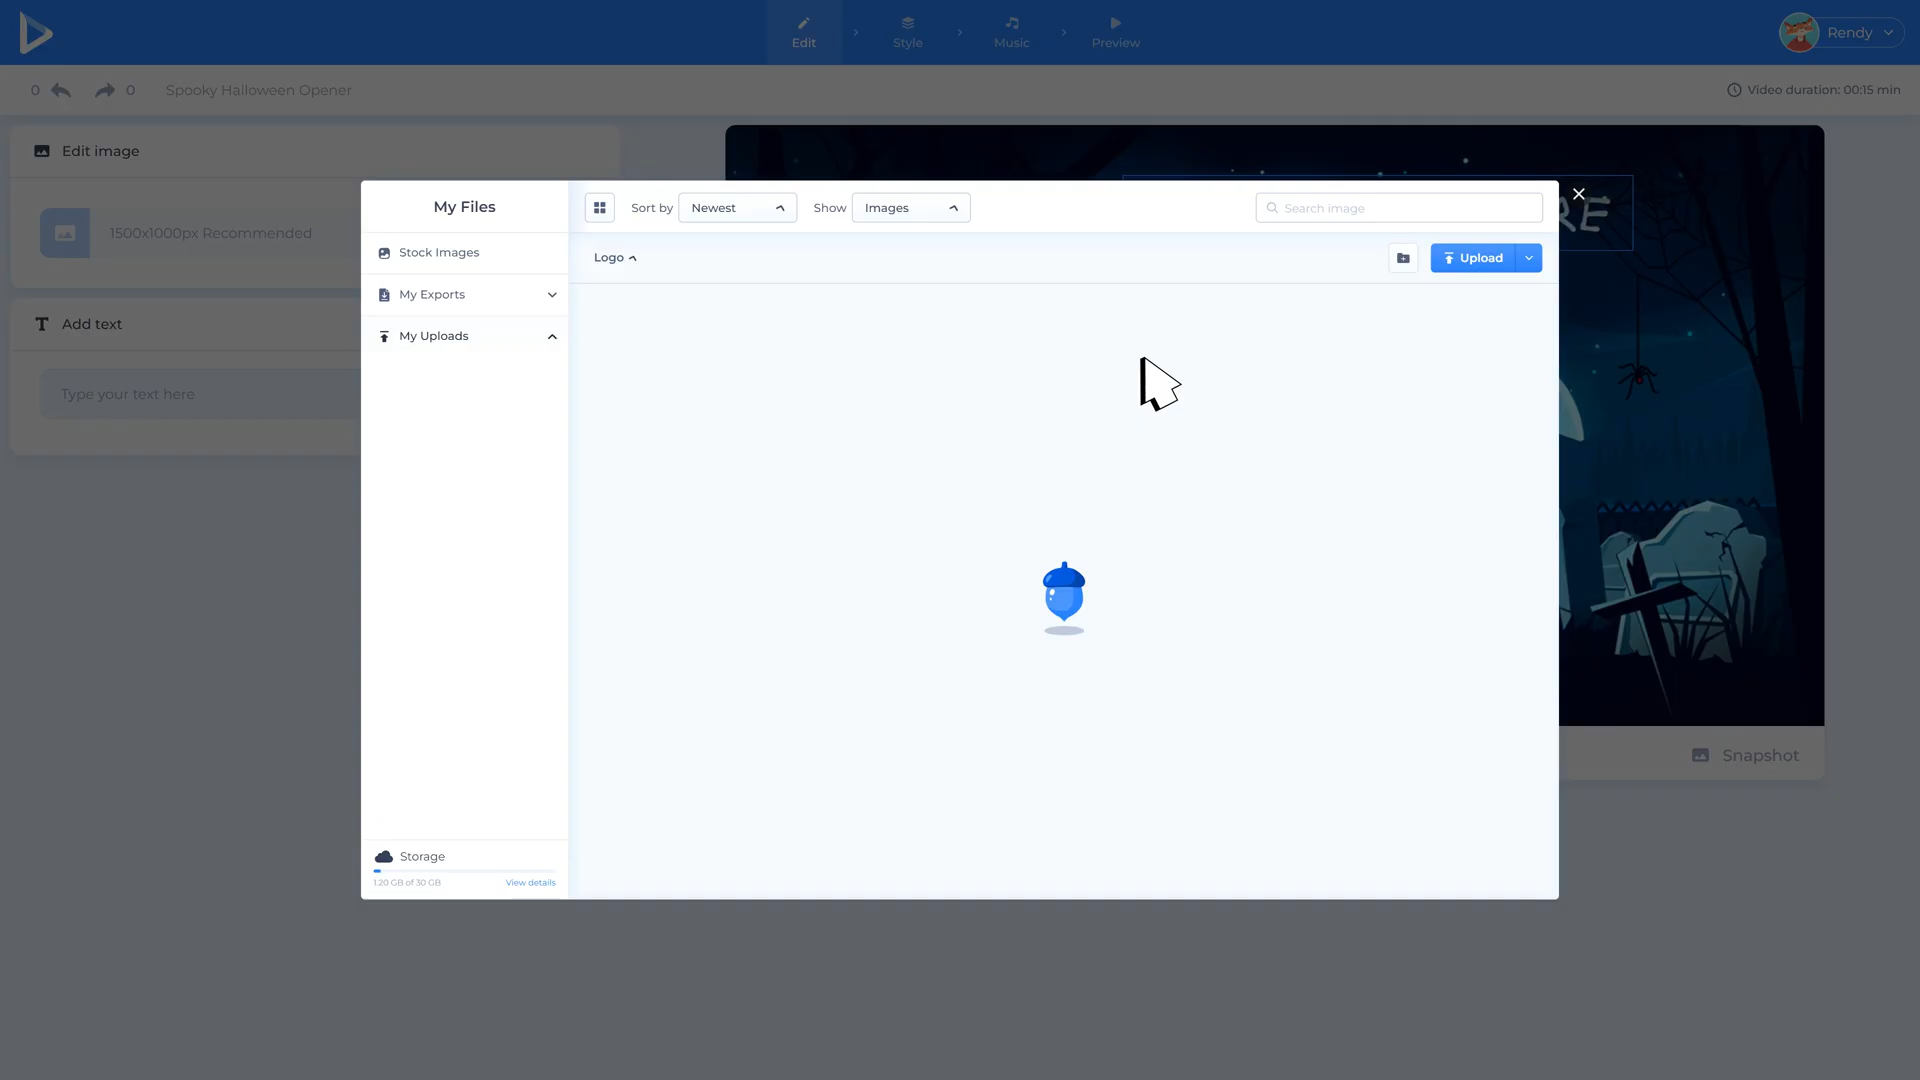 Edit
Style
Music
Preview
Rendy
0
0
Spooky Halloween Opener
Video duration: 00:15 min
Edit image
1500x1000px Recommended
Add text
Type your text here
My Files
Stock Images
My Exports
My Uploads
Storage
1.20 GB of 30 GB
View details
Sort by
Newest
Show
Images
Search image
Logo
Upload
RE
Snapshot